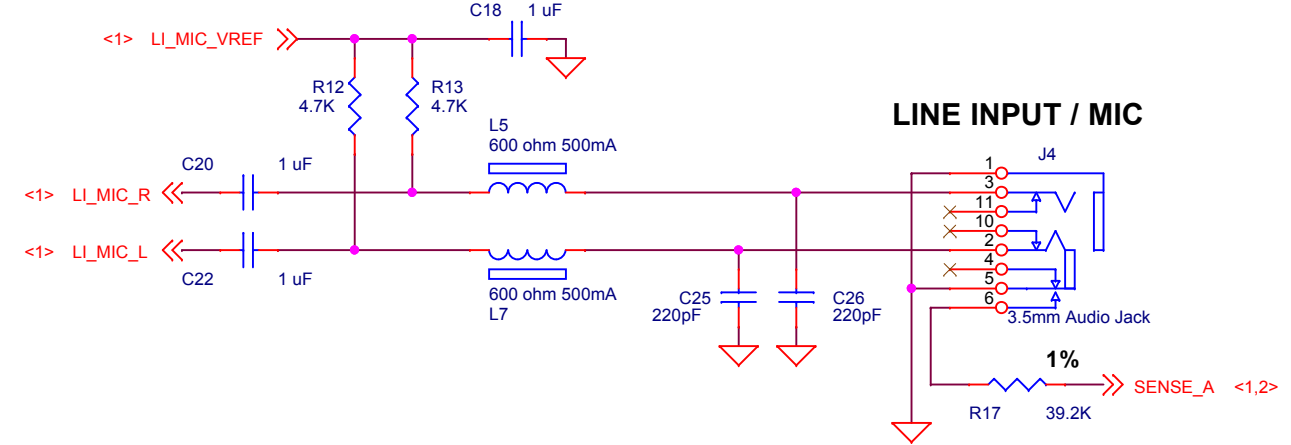 C18 1 uF
<1> LI_MIC_VREF
R12
4.7K
R13
4.7K
LINE INPUT / MIC
L5
600 ohm 500mA
J4
C20 1 uF
<1> LI_MIC_R
<1> LI_MIC_L
C22 1 uF
600 ohm 500mA
L7
C25
220pF
C26
220pF
1
3
11
10
2
4
5
6
3.5mm Audio Jack
1%
SENSE_A <1,2>
R17 39.2K